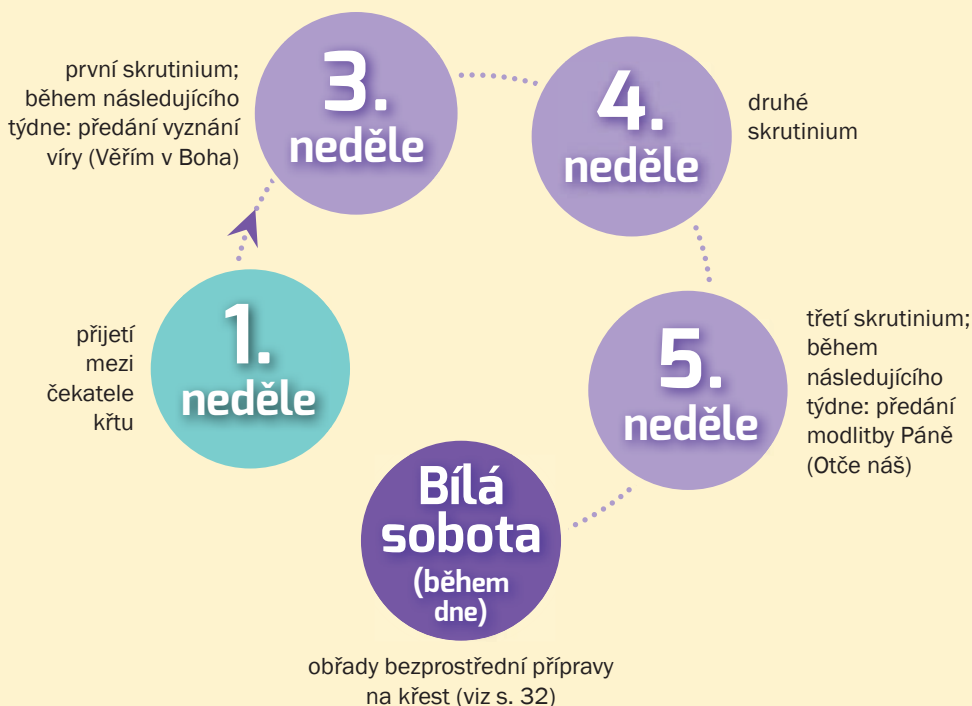 přijetí
mezi
čekatele
křtu
1.
neděle
první skrutinium;
během následujícího
týdne: předání vyznání
víry (Věřím v Boha)
3.
neděle
4.
neděle
druhé
skrutinium
5.
neděle
třetí skrutinium;
během
následujícího
týdne: předání
modlitby Páně
(Otče náš)
Bílá
sobota
(během
dne)
obřady bezprostřední přípravy
na křest (viz s. 32)